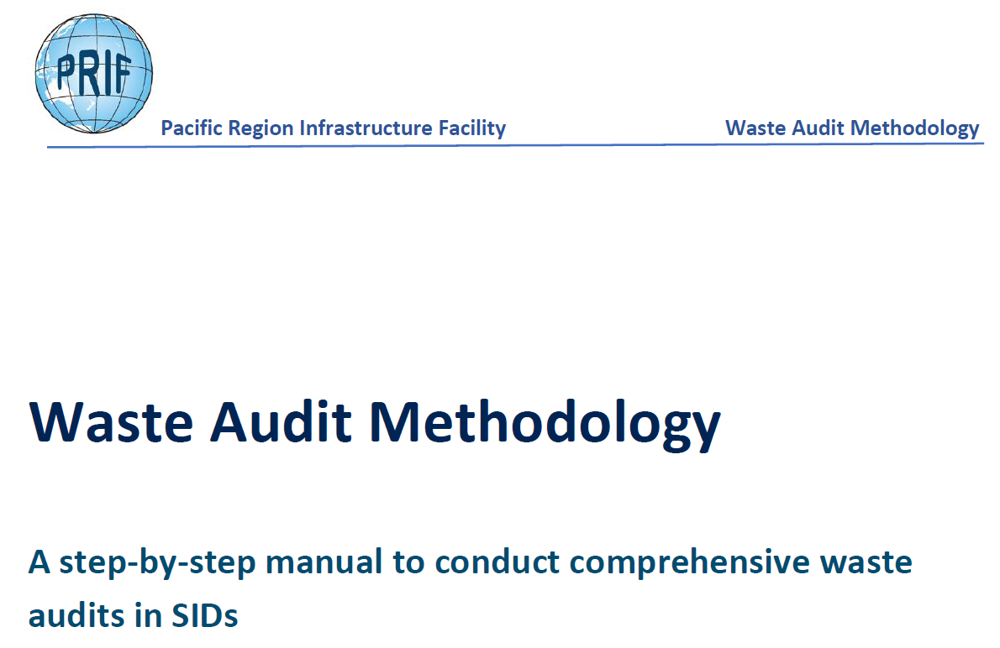 PRIF
Pacific Region Infrastructure Facility
Waste Audit Methodology
Waste Audit Methodology
A step-by-step manual to conduct comprehensive waste
audits in SIDs